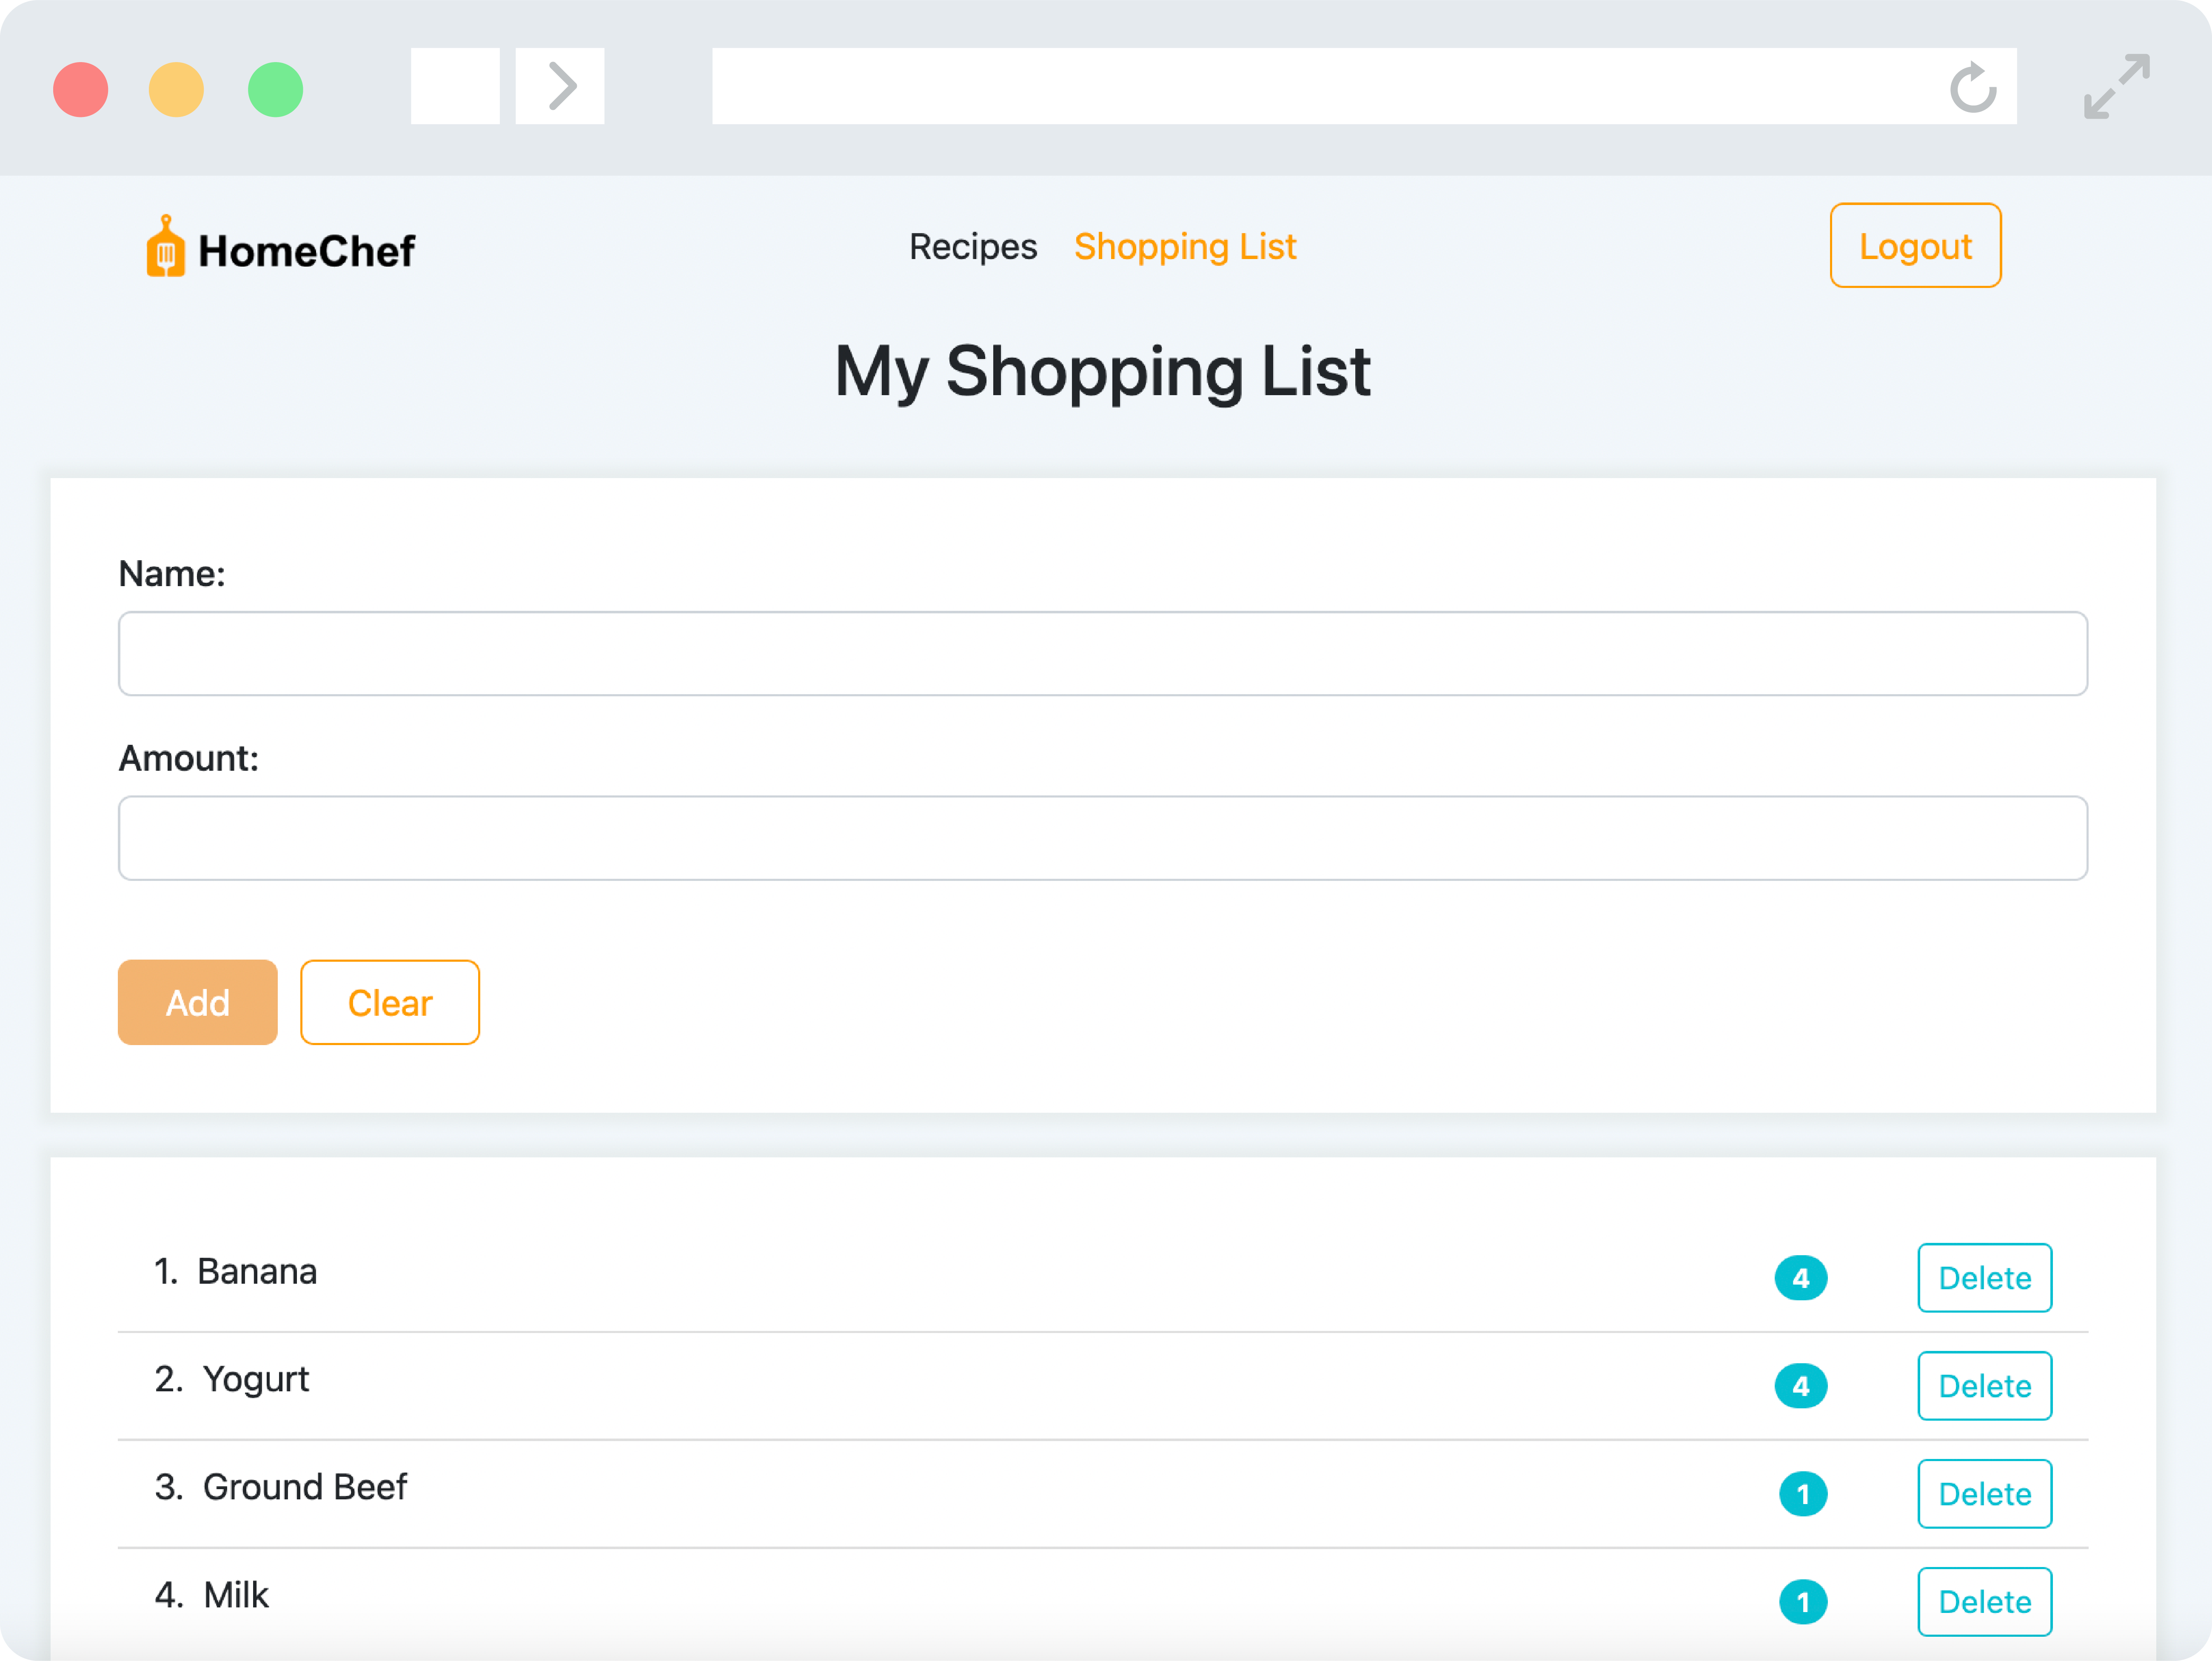 HomeChef
Recipes Shopping List
Logout
My Shopping List
Name:
Amount:
Add Clear
1. Banana 4 Delete
2. Yogurt 4 Delete
3. Ground Beef 1 Delete
4. Milk 1 Delete